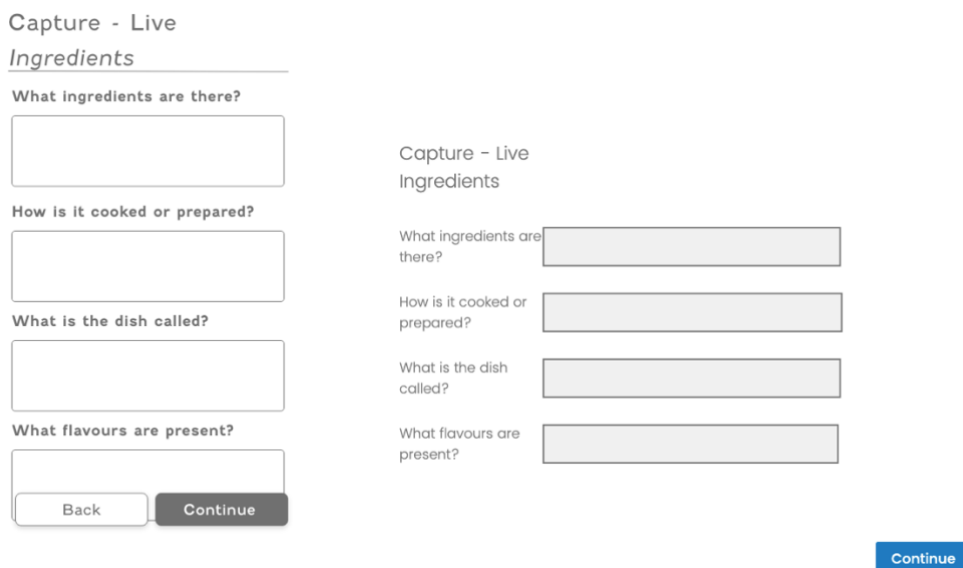 Capture - Live
Ingredients
What ingredients are there?
How is it cooked or prepared?
What is the dish called?
What flavours are present?
Back
Continue
Capture - Live
Ingredients
What ingredients are
there?
How is it cooked or
prepared?
What is the dish
called?
What flavours are
present?
Continue